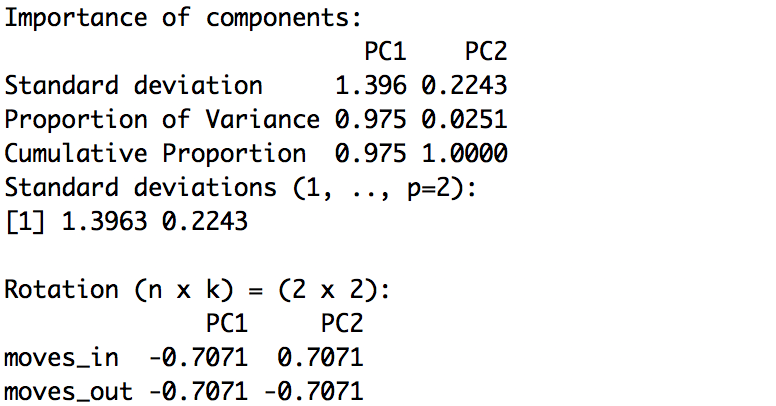 Importance of components:
                          PC1    PC2
Standard deviation     1.396 0.2243
Proportion of Variance 0.975 0.0251
Cumulative Proportion  0.975 1.0000
Standard deviations (1, .., p=2):
[1] 1.3963 0.2243

Rotation (n x k) = (2 x 2):
              PC1     PC2
moves_in  -0.7071  0.7071
moves_out -0.7071 -0.7071